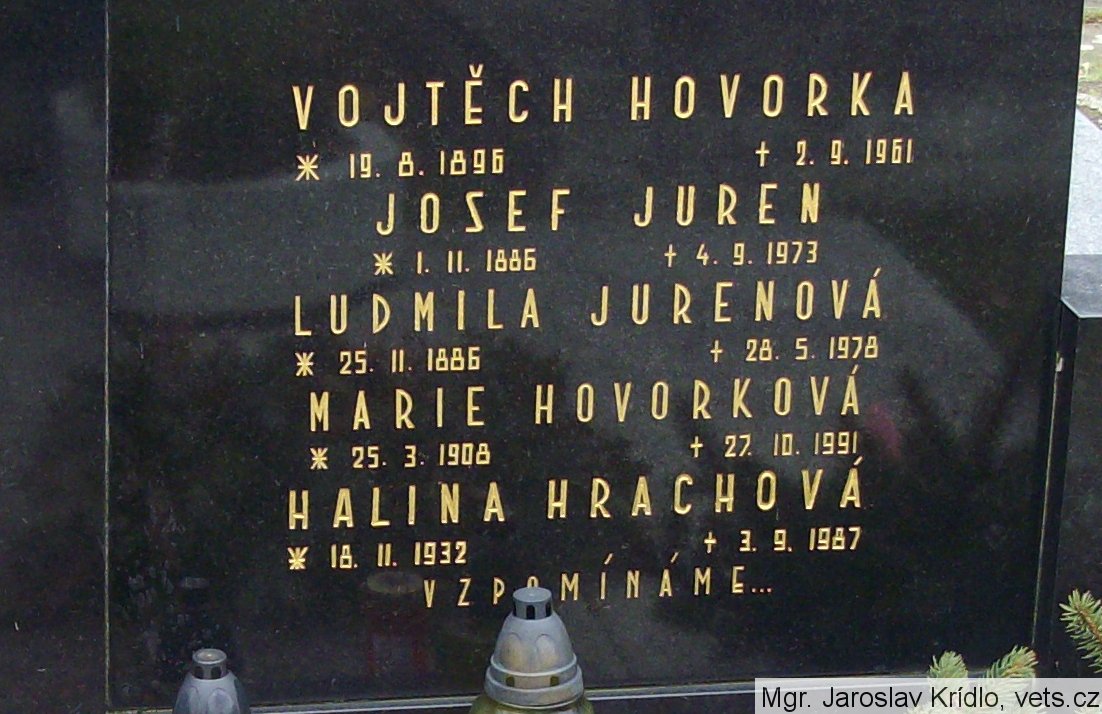 VOJTĚCH HOVORKA
* 19. 8. 1896 † 2. 9. 1961
JOSEF JUREN
* 1. 11. 1886 † 4. 9. 1973
LUDMILA JURENOVÁ
* 25. 11. 1886 † 28. 5. 1978
MARIE HOVORKOVÁ
* 25. 3. 1908 † 27. 10. 1991
HALINA HRACHOVÁ
* 18. 11. 1932 † 3. 9. 1987
VZPOMÍNÁME...
Mgr. Jaroslav Krídlo, vets.cz